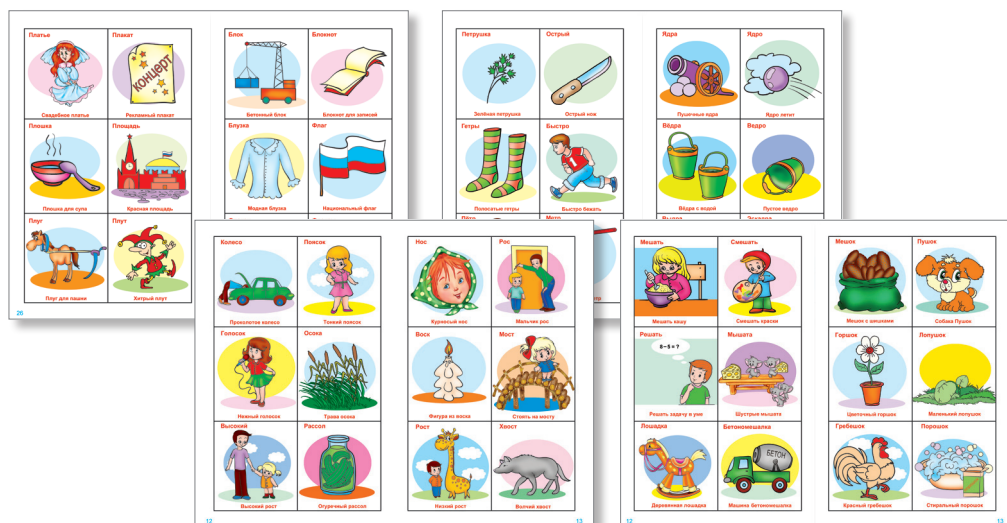 Платье Плакат
КОНЦЕРТ
Свадебное платье Рекламный плакат
Плошка Площадь
Плошка для супа Красная площадь
Плуг Плут
Плуг для пашни Хитрый плут
26
Блок Блокнот
Бетонный блок Блокнот для записей
Блузка Флаг
Модная блузка Национальный флаг
Петрушка Острый
Зелёная петрушка Острый нож
Гетры Быстро
Полосатые гетры Быстро бежать
Ядра Ядро
Пушечные ядра Ядро летит
Вёдра Ведро
Вёдра с водой Пустое ведро
Колесо Поясок
Проколотое колесо Тонкий поясок
Голосок Осока
Нежный голосок Трава осока
Высокий Рассол
Высокий рост Огуречный рассол
12
Нос Рос
Курносый нос Мальчик рос
Воск Мост
Фигура из воска Стоять на мосту
Рост Хвост
Низкий рост Волчий хвост
13
Мешать Смешать
Мешать кашу Смешать краски
Решать Мышата
8-5=?
Решать задачу в уме Шустрые мышата
Лошадка Бетономешалка
БЕТОН
Деревянная лошадка Машина бетономешалка
12
Мешок Пушок
Мешок с шишками Собака Пушок
Горшок Лопушок
Цветочный горшок Маленький лопушок
Гребешок Порошок
Красный гребешок Стиральный порошок
13